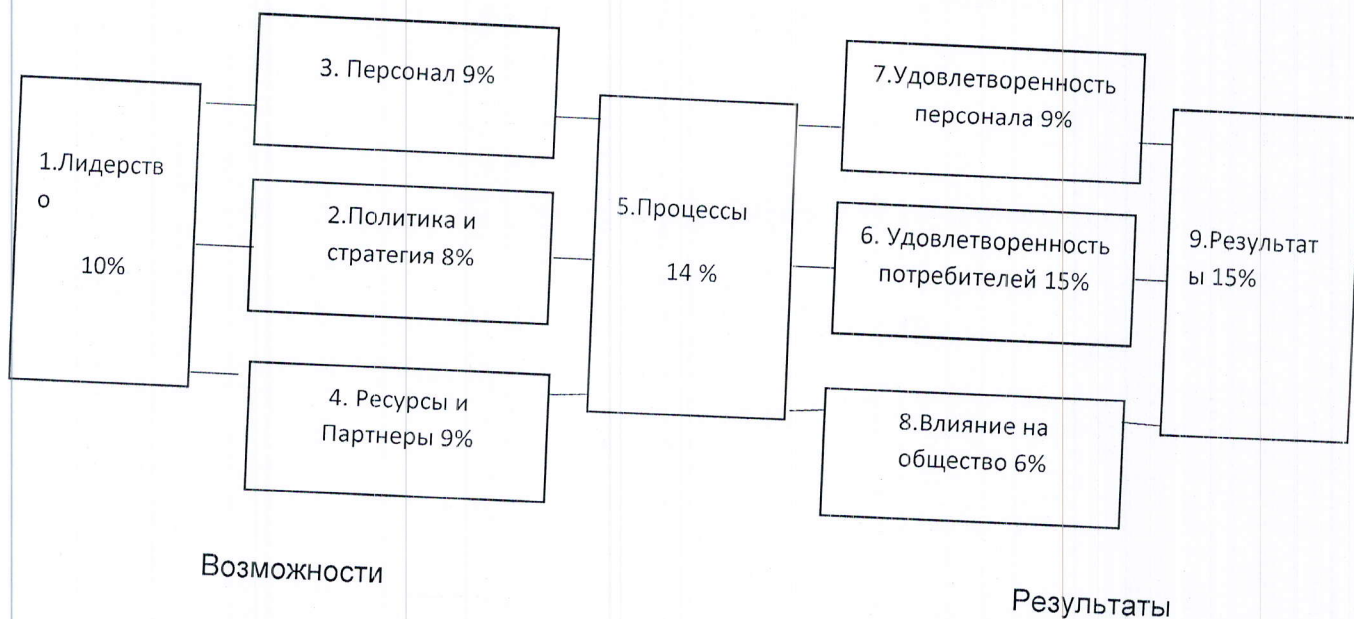 1.Лидерств
о
10%
3. Персонал 9%
2.Политика и
стратегия 8%
4. Ресурсы и
Партнеры 9%
5.Процессы
14 %
7.Удовлетворенность
персонала 9%
6. Удовлетворенность
потребителей 15%
8.Влияние на
общество 6%
9.Результат
ы 15%
Возможности
Результаты